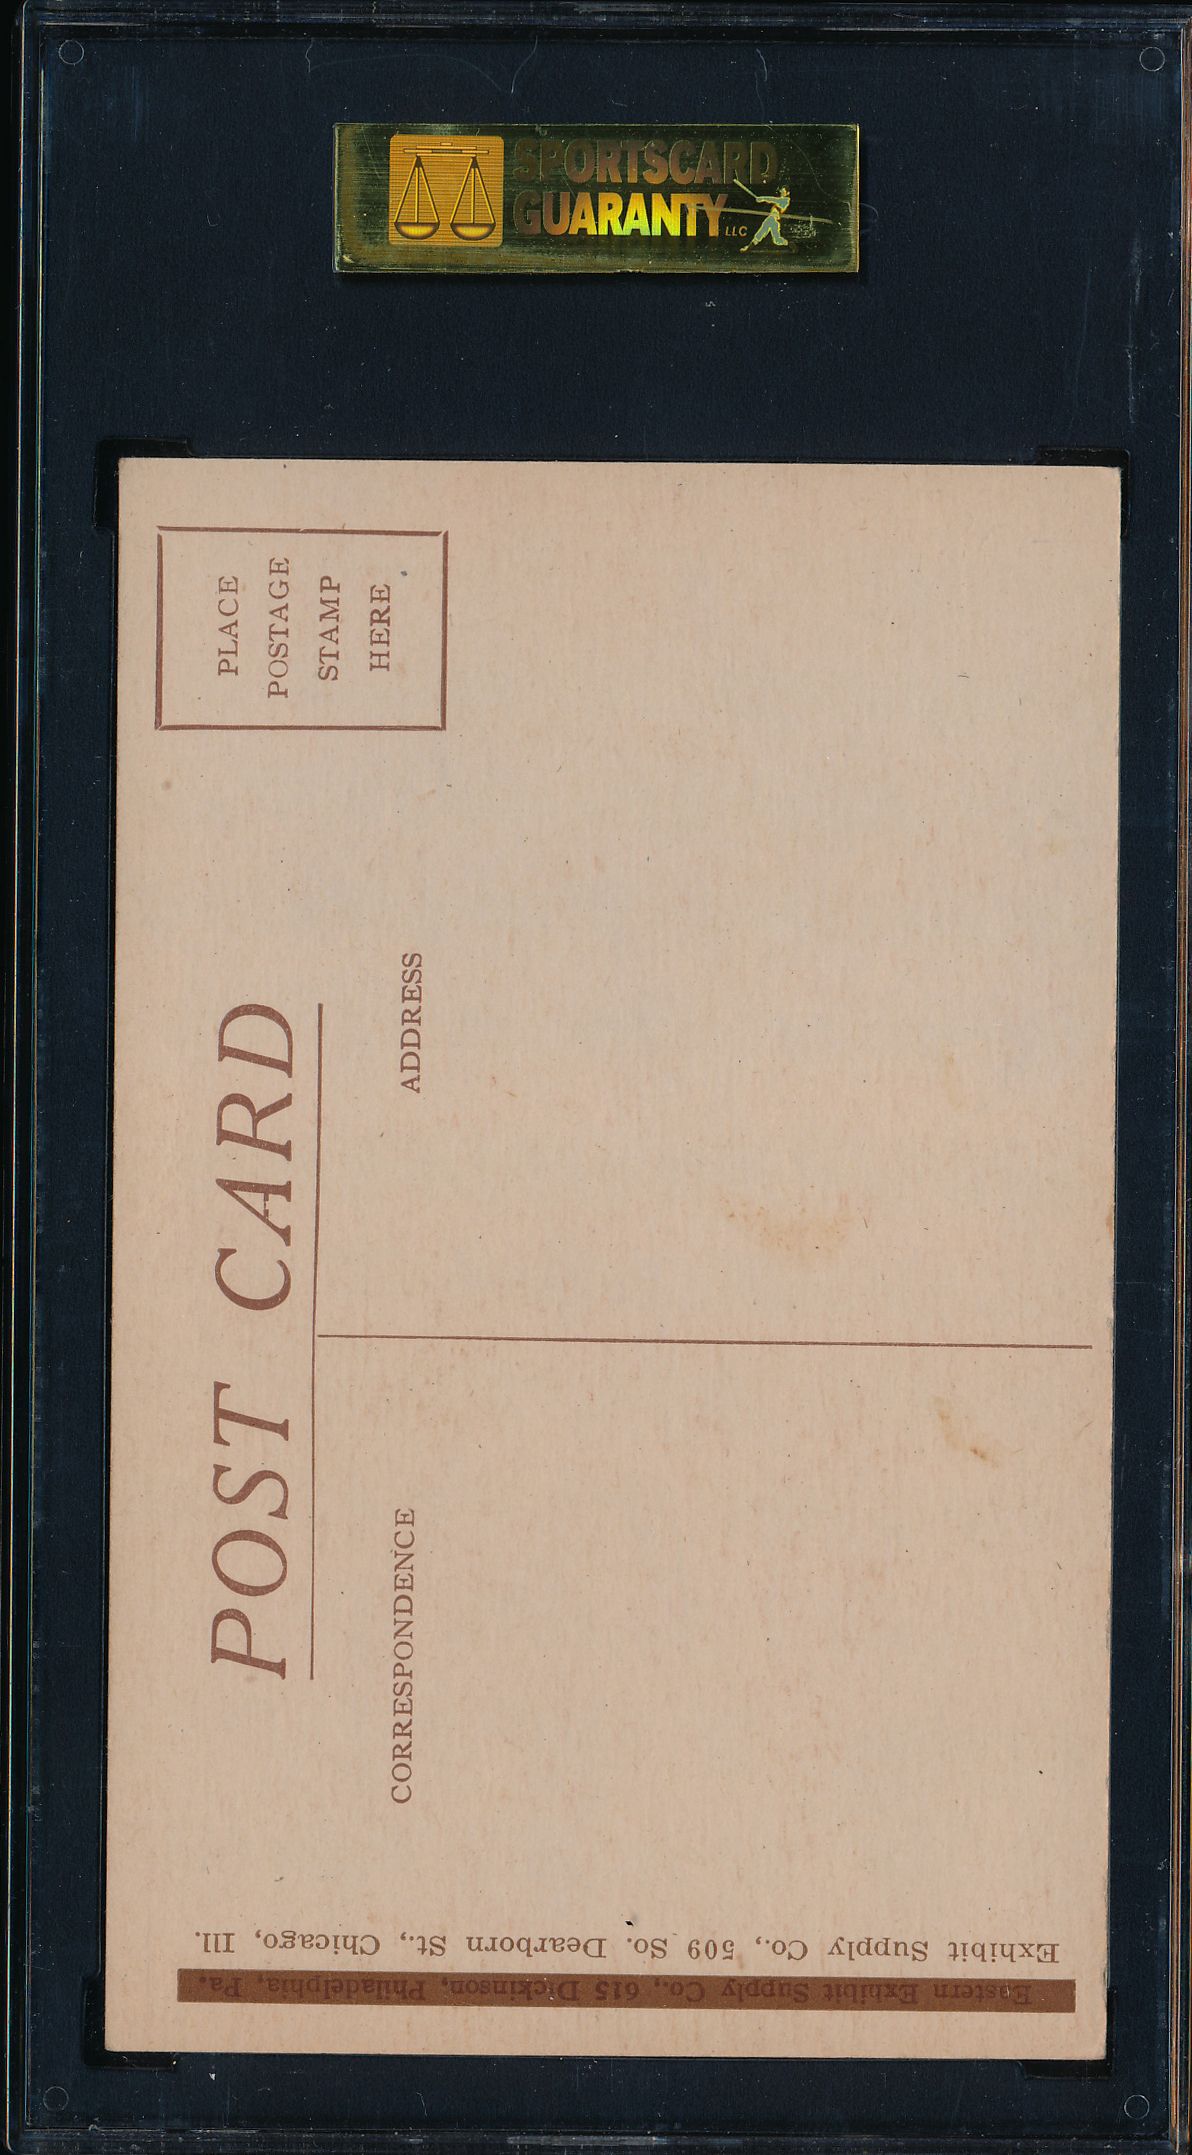 SPORTSCARD
GUARANTY LLC
PLACE
POSTAGE
STAMP
HERE
POST CARD
ADDRESS
CORRESPONDENCE
Exhibit Supply Co., 509 So. Dearborn St., Chicago, Ill.
Eastern Exhibit Supply Co., 615 Dickinson, Philadelphia, Pa.